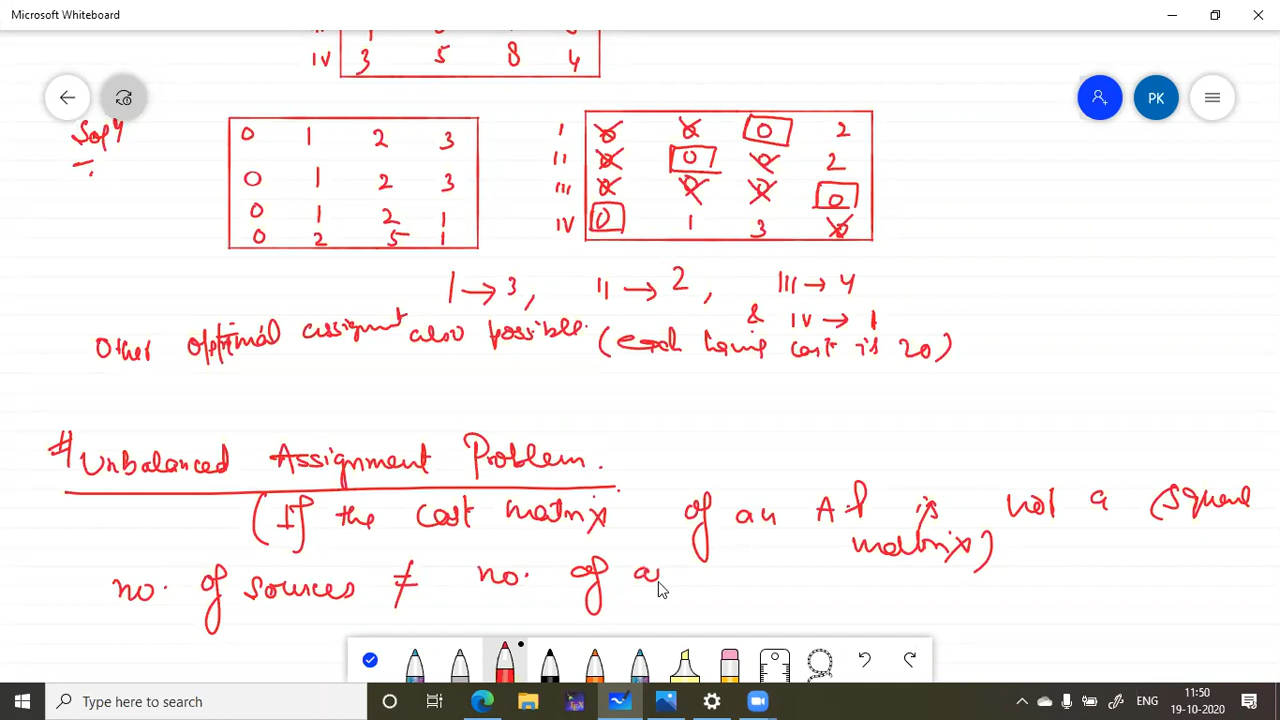 Microsoft Whiteboard
IV 3 5 8 4
PK
Sol4
0 1 2 3
0 1 2 3
0 1 2 1
0 2 5 1
I 0 0 0 2
II 0 0 0 2
III 0 0 0 0
IV 0 1 3 0
I → 3, II → 2, III → 4
& IV → 1
Other optimal assigment also possible. (each having cost is 20)
# Unbalanced Assignment Problem.
(If the cost matrix of an A.P is not a square
matrix)
no. of sources ≠ no. of a
Type here to search
ENG
11:50
19-10-2020